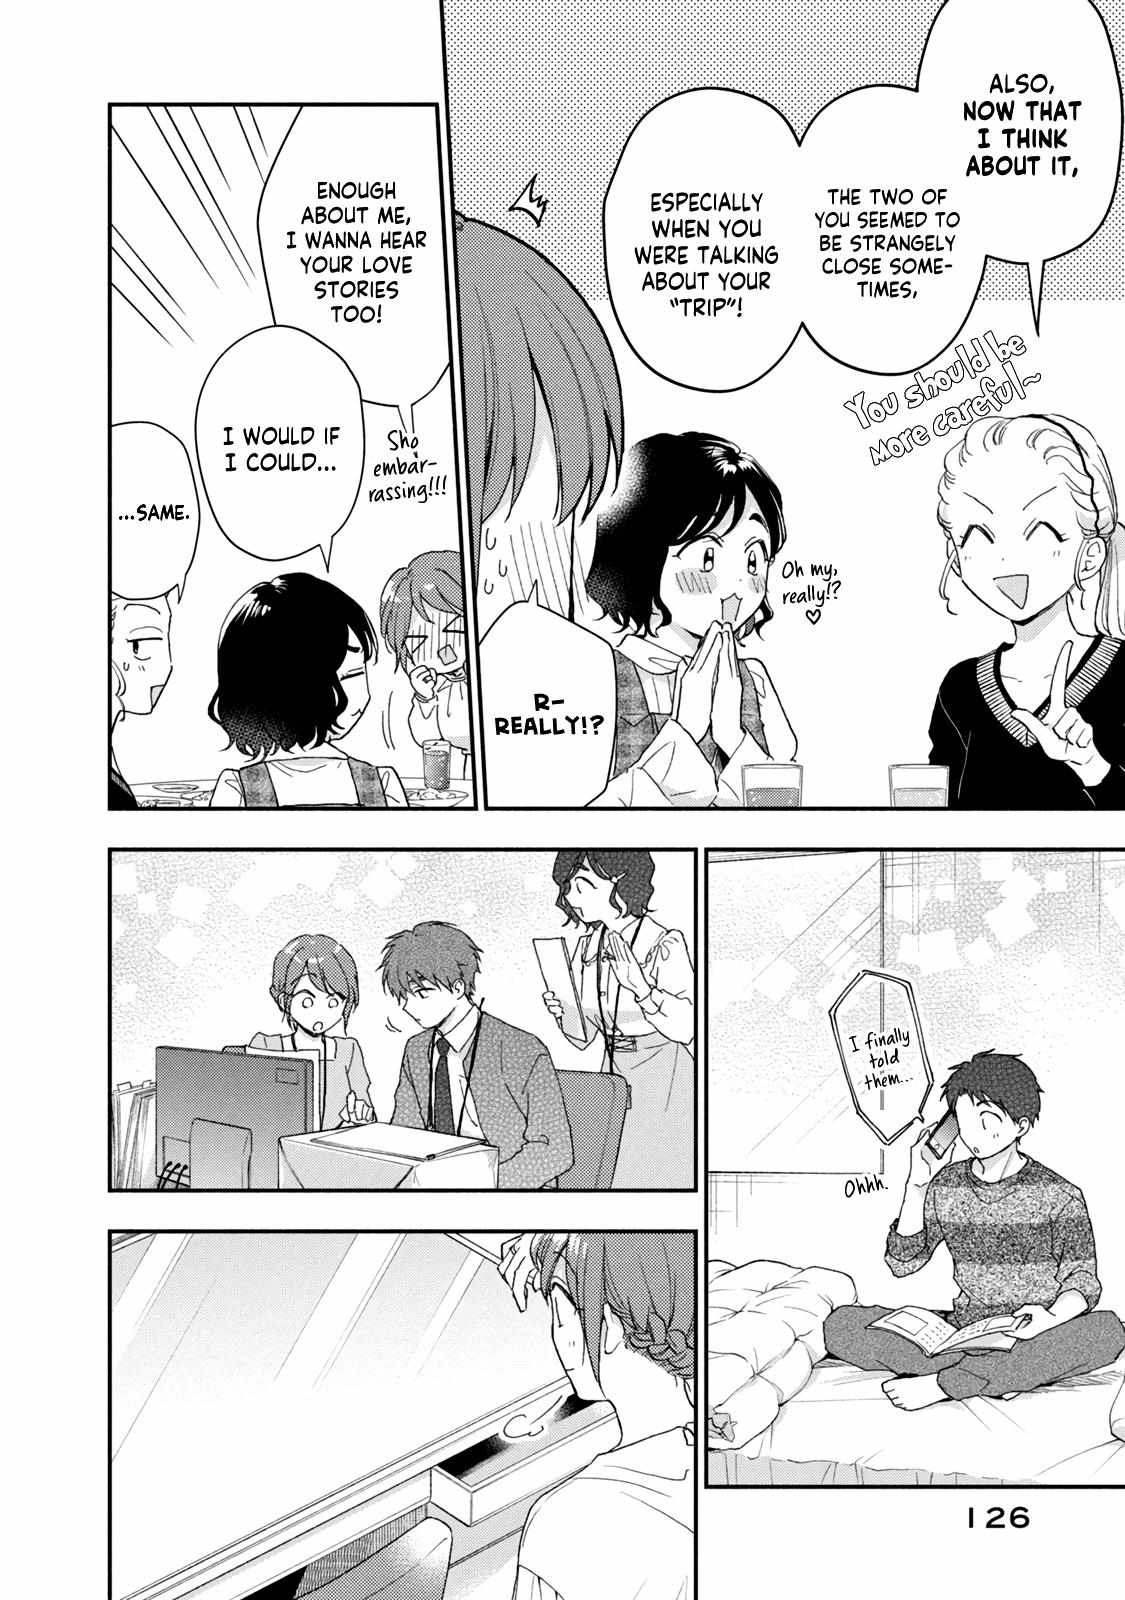 ALSO,
NOW THAT
I THINK
ABOUT IT,
THE TWO OF
YOU SEEMED TO
BE STRANGELY
CLOSE SOME-
TIMES,
ESPECIALLY
WHEN YOU
WERE TALKING
ABOUT YOUR
"TRIP"!
You should be
more careful~
Oh my,
really!?
♡
R-
REALLY!?
ENOUGH
ABOUT ME,
I WANNA HEAR
YOUR LOVE
STORIES
TOO!
So
embar-
rassing!!!
I WOULD IF
I COULD...
...SAME.
I finally
told
them...
Ohhh.
126